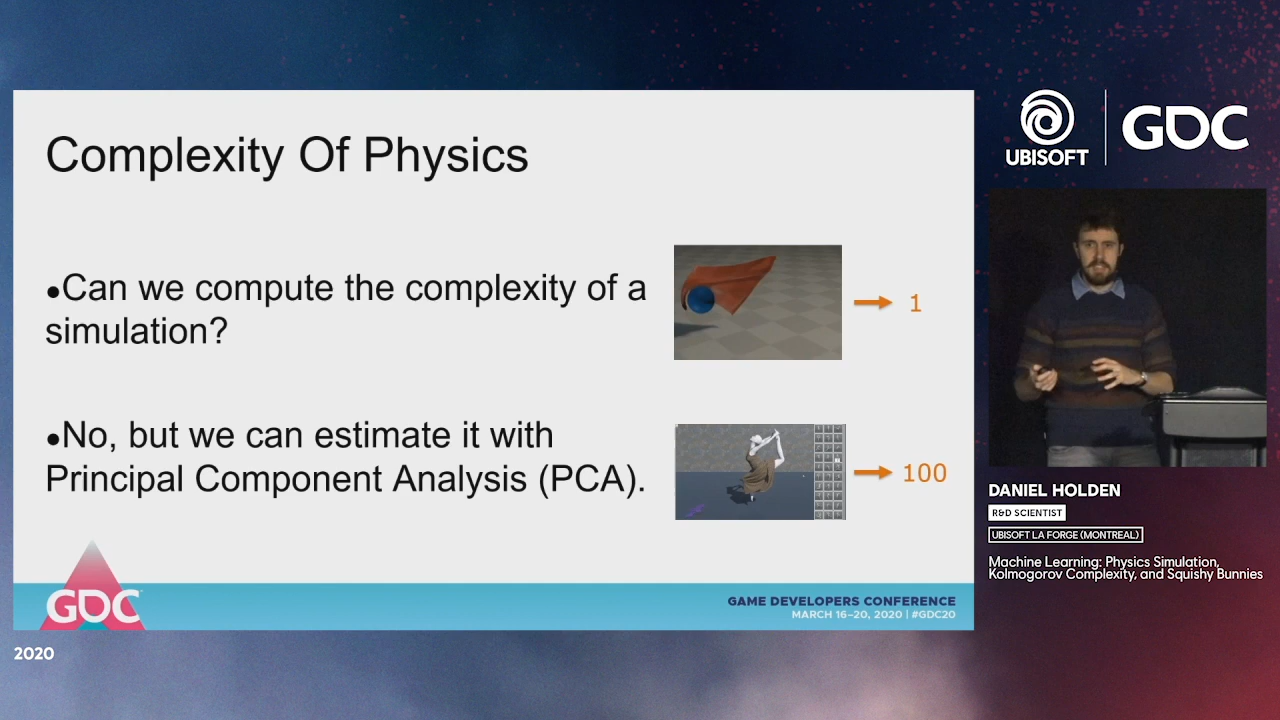 Complexity Of Physics
●Can we compute the complexity of a
simulation?
1
●No, but we can estimate it with
Principal Component Analysis (PCA).
100
GDC
GAME DEVELOPERS CONFERENCE
MARCH 16–20, 2020 | #GDC20
2020
UBISOFT
GDC
DANIEL HOLDEN
R&D SCIENTIST
UBISOFT LA FORGE (MONTREAL)
Machine Learning: Physics Simulation,
Kolmogorov Complexity, and Squishy Bunnies